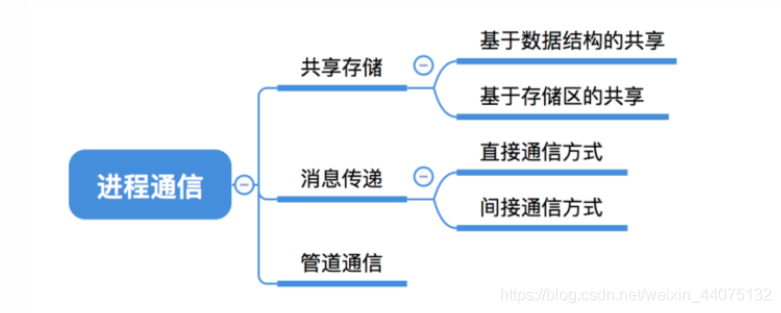 进程通信
共享存储
基于数据结构的共享
基于存储区的共享
消息传递
直接通信方式
间接通信方式
管道通信
https://blog.csdn.net/weixin_44075132